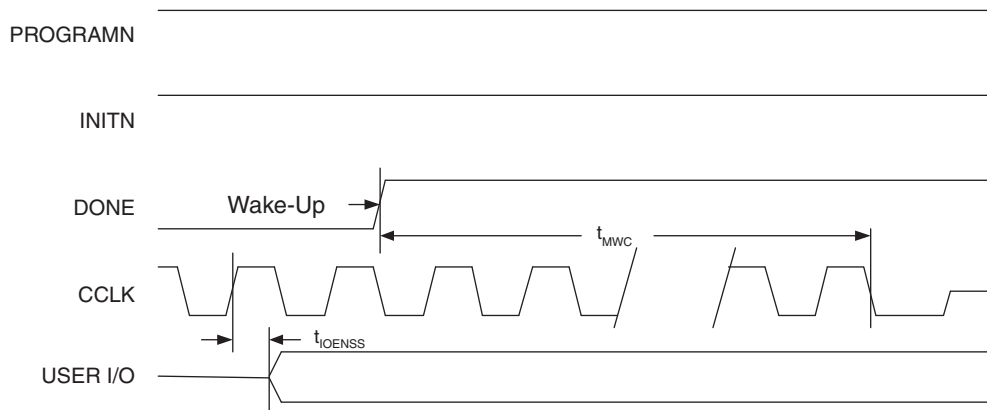 PROGRAMN
INITN
DONE
Wake-Up
tMWC
CCLK
tIOENSS
USER I/O